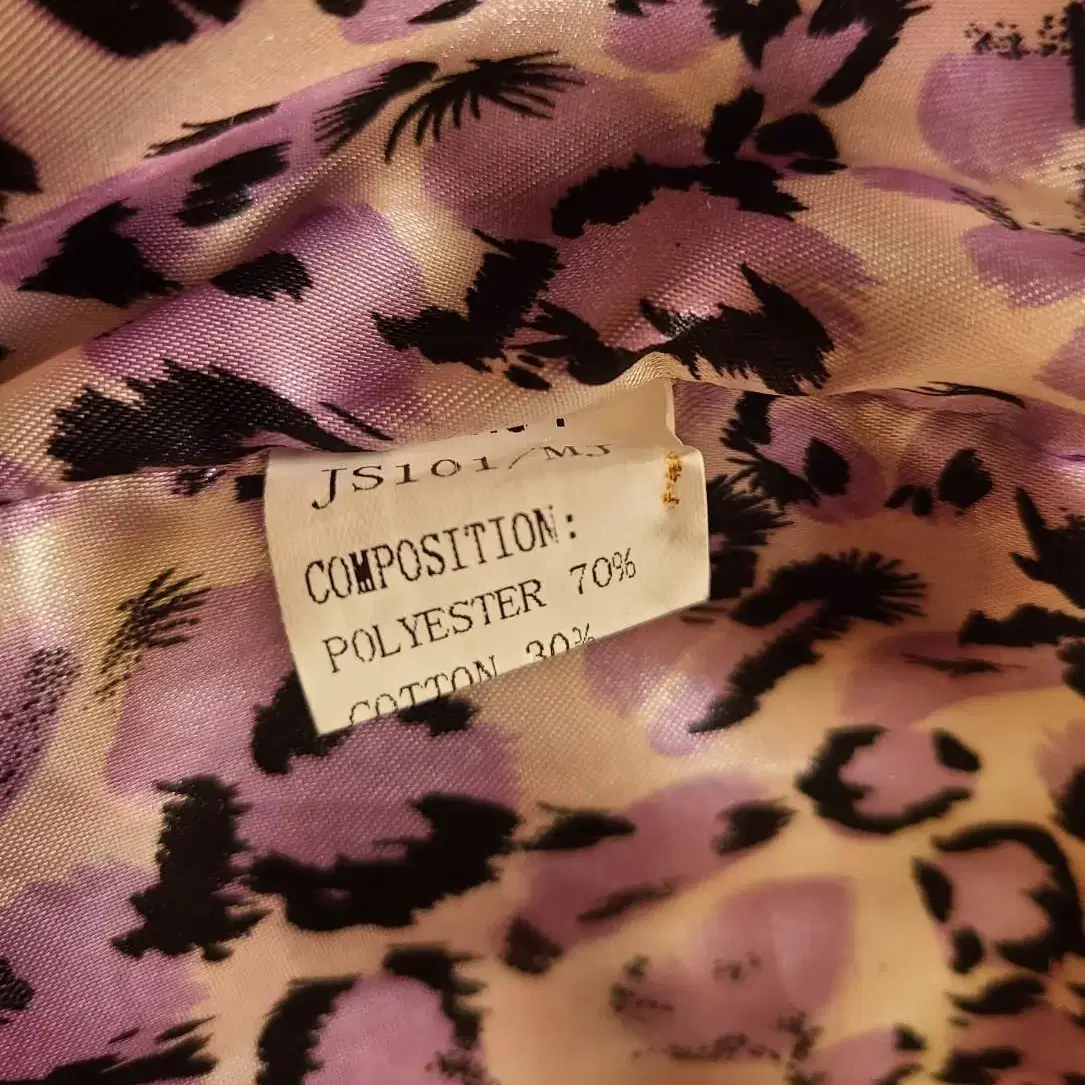 JS101/MJ
COMPOSITION:
POLYESTER 70%
COTTON 30%